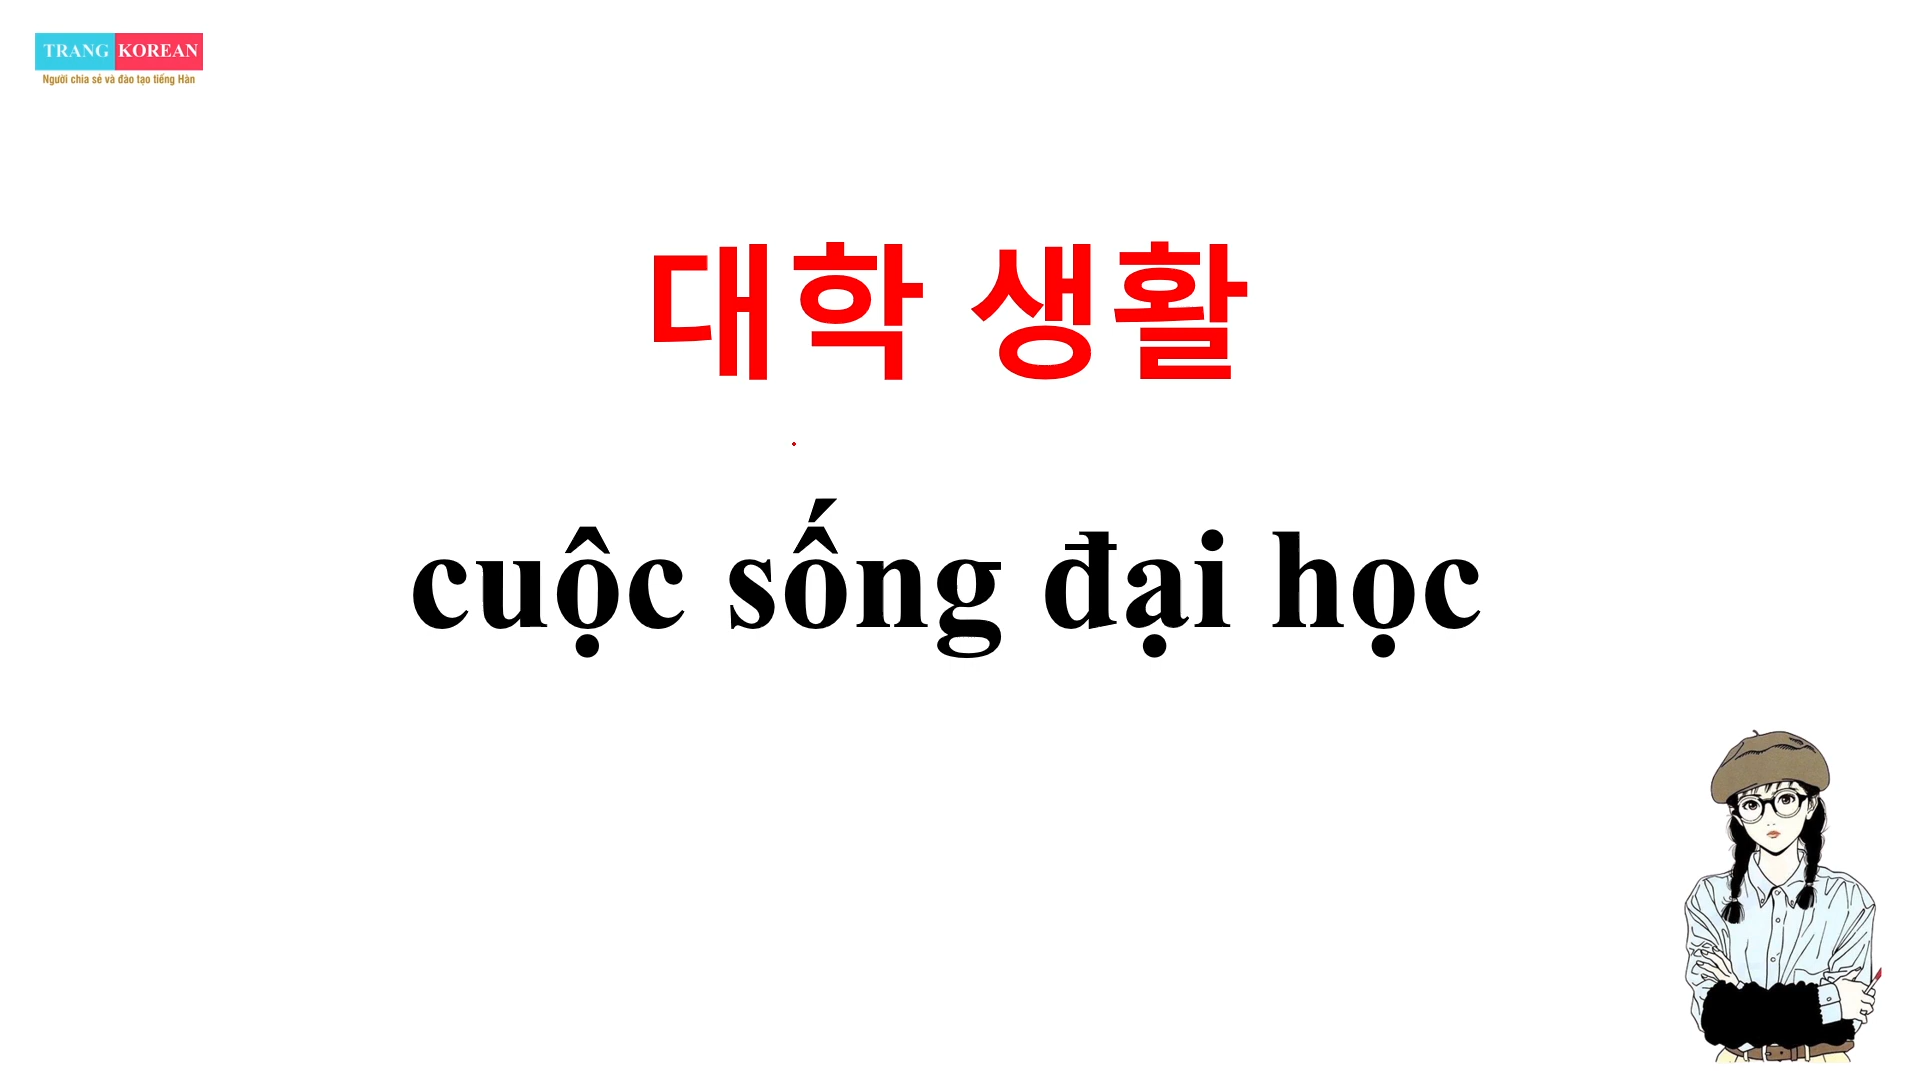 TRANG KOREAN
Người chia sẻ và đào tạo tiếng Hàn
대학 생활
cuộc sống đại học